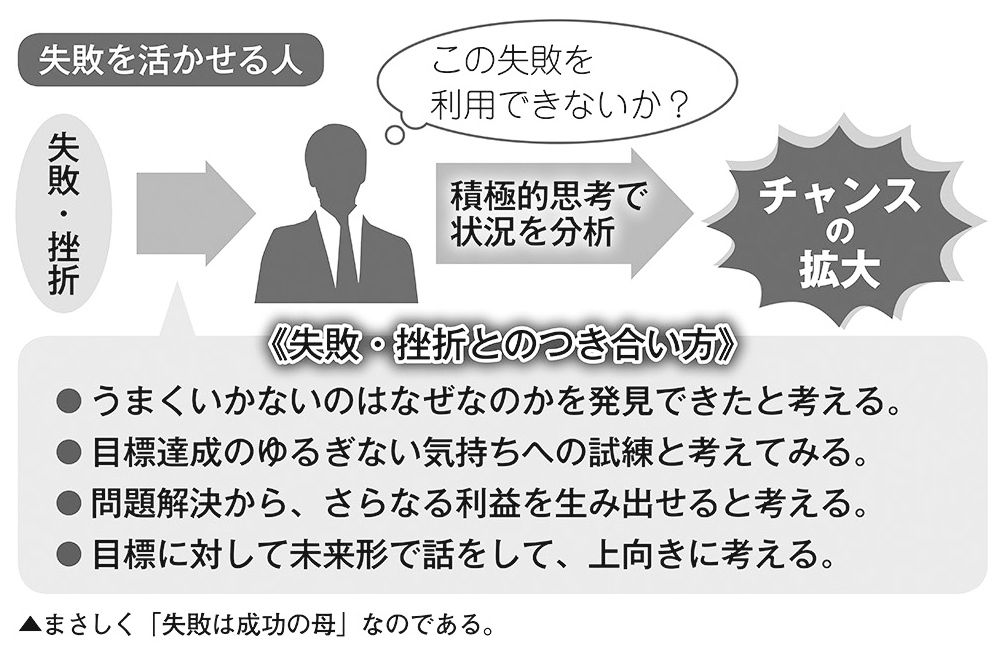 失敗を活かせる人
この失敗を
利用できないか？
失敗・挫折
積極的思考で
状況を分析
チャンス
の
拡大
《失敗・挫折とのつき合い方》
● うまくいかないのはなぜなのかを発見できたと考える。
● 目標達成のゆるぎない気持ちへの試練と考えてみる。
● 問題解決から、さらなる利益を生み出せると考える。
● 目標に対して未来形で話をして、上向きに考える。
▲まさしく「失敗は成功の母」なのである。